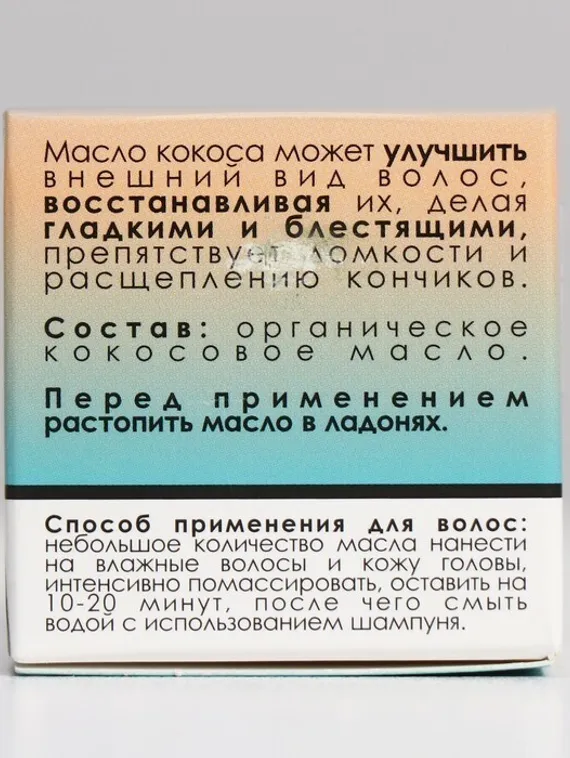 Масло кокоса может улучшить
внешний вид волос,
восстанавливая их, делая
гладкими и блестящими,
препятствует ломкости и
расщеплению кончиков.
Состав: органическое
кокосовое масло.
Перед применением
растопить масло в ладонях.
Способ применения для волос:
небольшое количество масла нанести
на влажные волосы и кожу головы,
интенсивно помассировать, оставить на
10-20 минут, после чего смыть
водой с использованием шампуня.